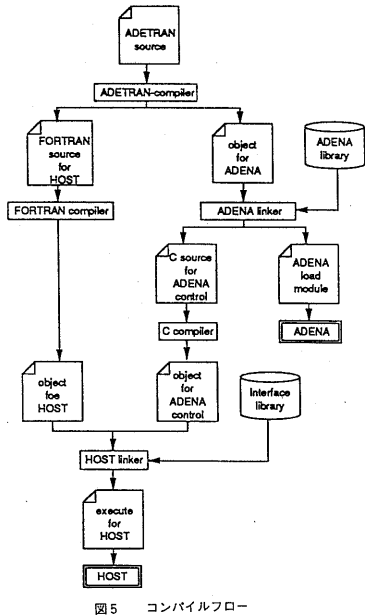 ADETRAN
source
ADETRAN-compiler
FORTRAN
source
for
HOST
object
for
ADENA
ADENA
library
FORTRAN compiler
ADENA linker
C source
for
ADENA
control
ADENA
load
module
C compiler
ADENA
object
foe
HOST
object
for
ADENA
control
Interface
library
HOST linker
execute
for
HOST
HOST
図5 コンパイルフロー